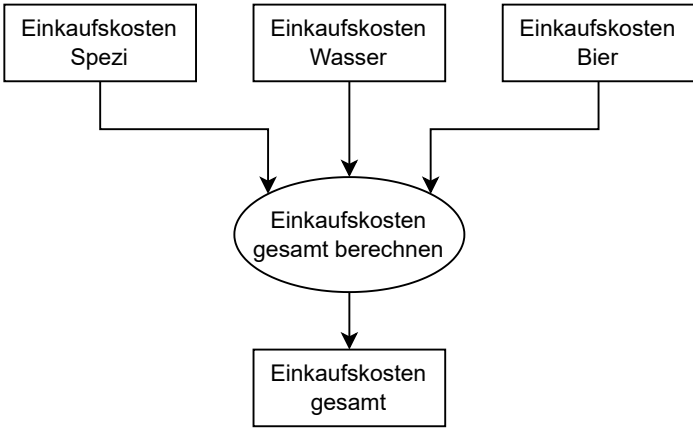 Einkaufskosten
Spezi
Einkaufskosten
Wasser
Einkaufskosten
Bier
Einkaufskosten
gesamt berechnen
Einkaufskosten
gesamt